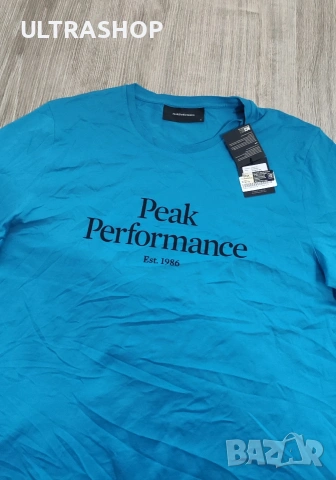 ULTRASHOP
Peak
Performance
Est. 1986
BAZAR